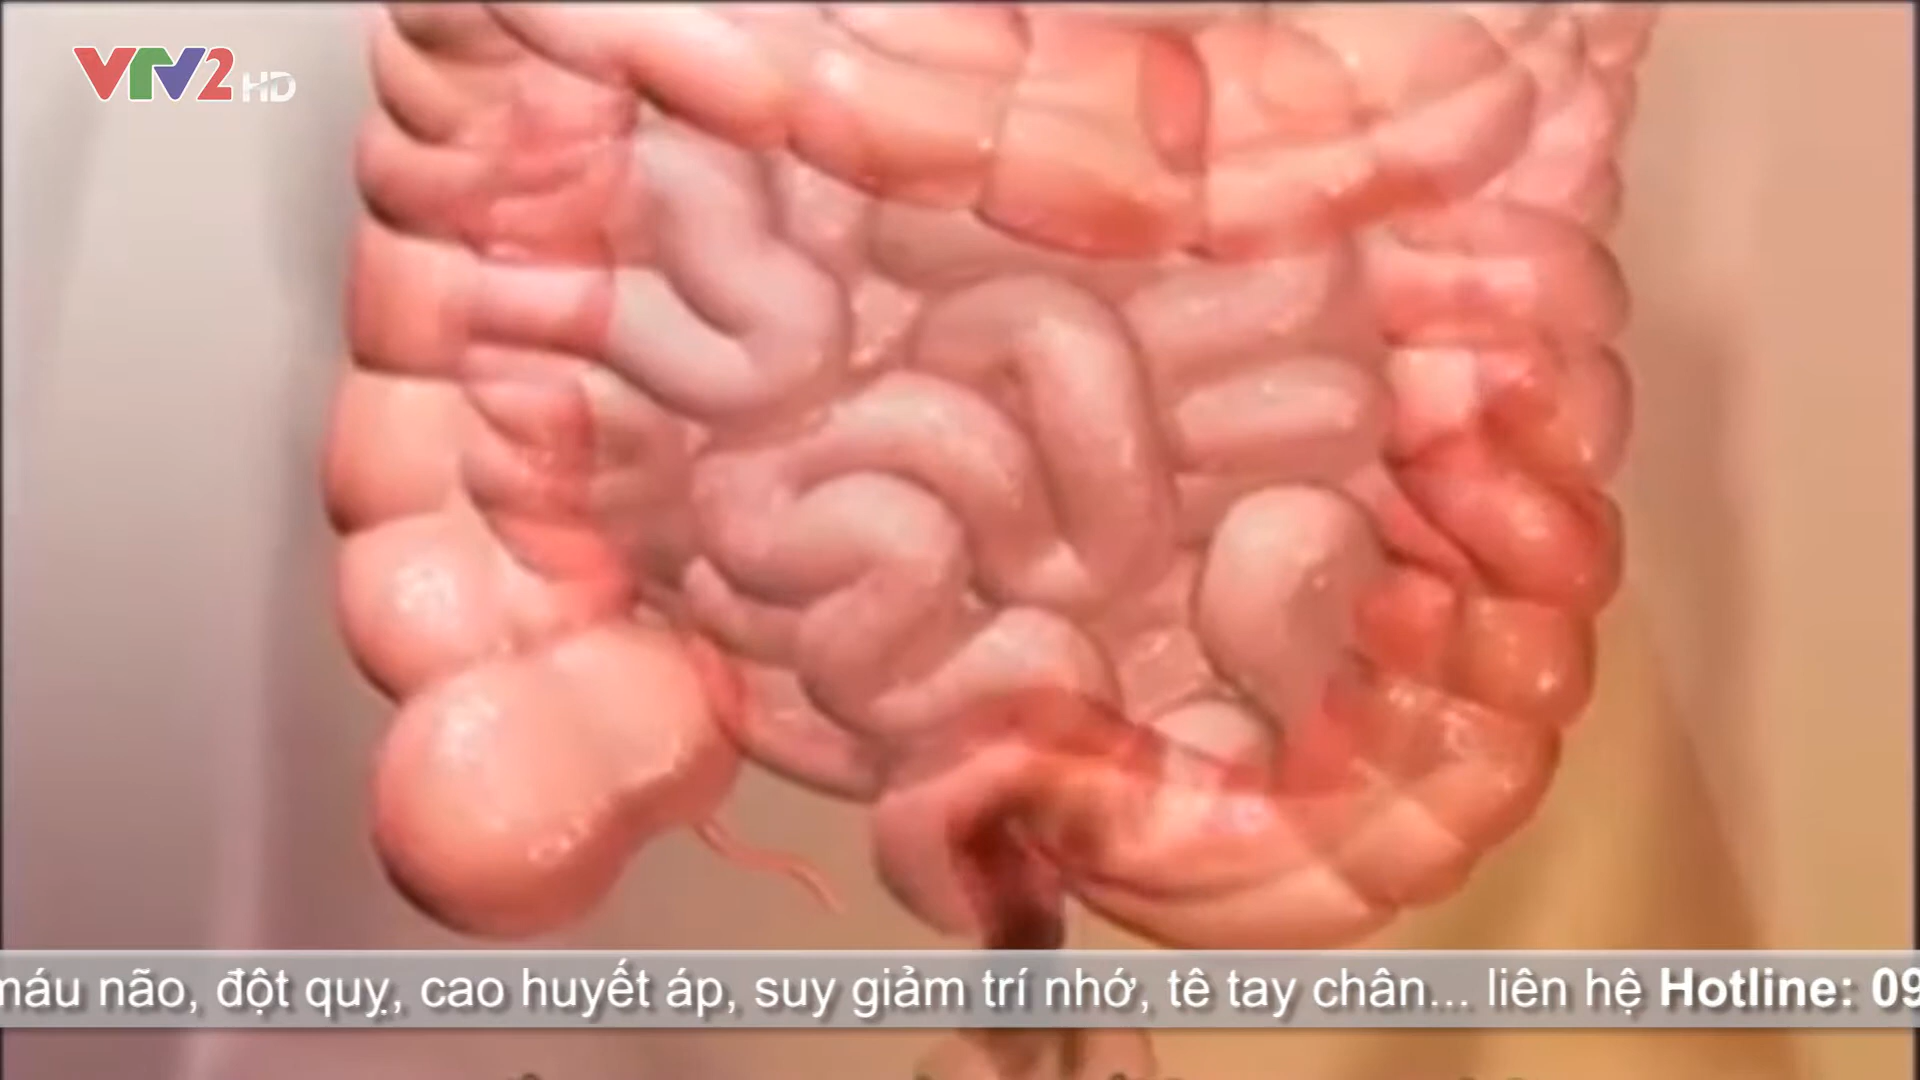 VTV2 HD
máu não, đột quỵ, cao huyết áp, suy giảm trí nhớ, tê tay chân... liên hệ Hotline: 09